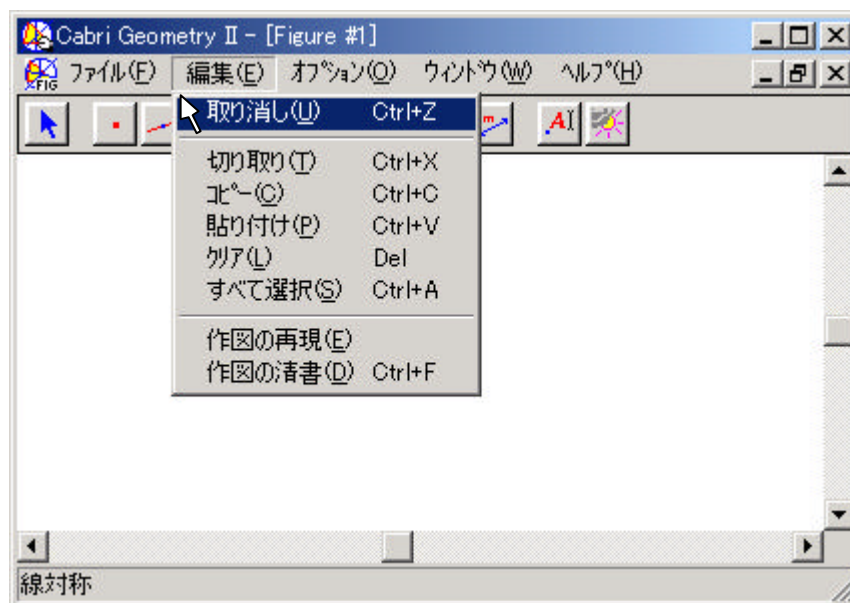 Cabri Geometry II - [Figure #1]
ファイル(F) 編集(E) オプション(O) ウィンドウ(W) ヘルプ(H)
取り消し(U) Ctrl+Z
切り取り(T) Ctrl+X
コピー(C) Ctrl+C
貼り付け(P) Ctrl+V
クリア(L) Del
すべて選択(S) Ctrl+A
作図の再現(E)
作図の清書(D) Ctrl+F
線対称